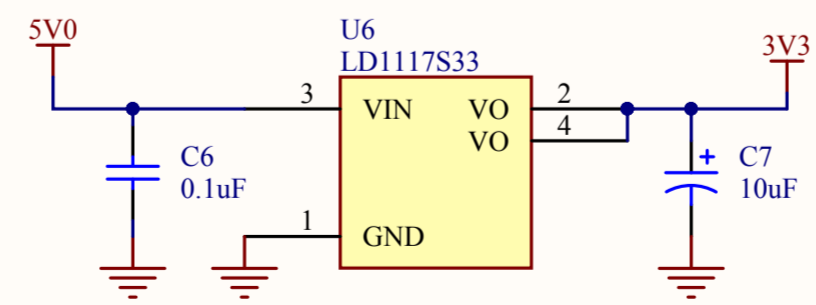 5V0
U6
LD1117S33
3V3
3
VIN
VO
2
VO
4
C6
0.1uF
+
C7
10uF
1
GND